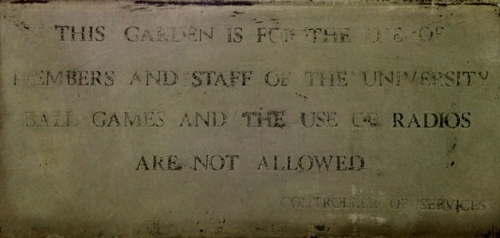 THIS GARDEN IS FOR THE USE OF
MEMBERS AND STAFF OF THE UNIVERSITY
BALL GAMES AND THE USE OF RADIOS
ARE NOT ALLOWED
CONTROLLER OF SERVICES